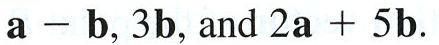 a − b, 3b, and 2a + 5b.